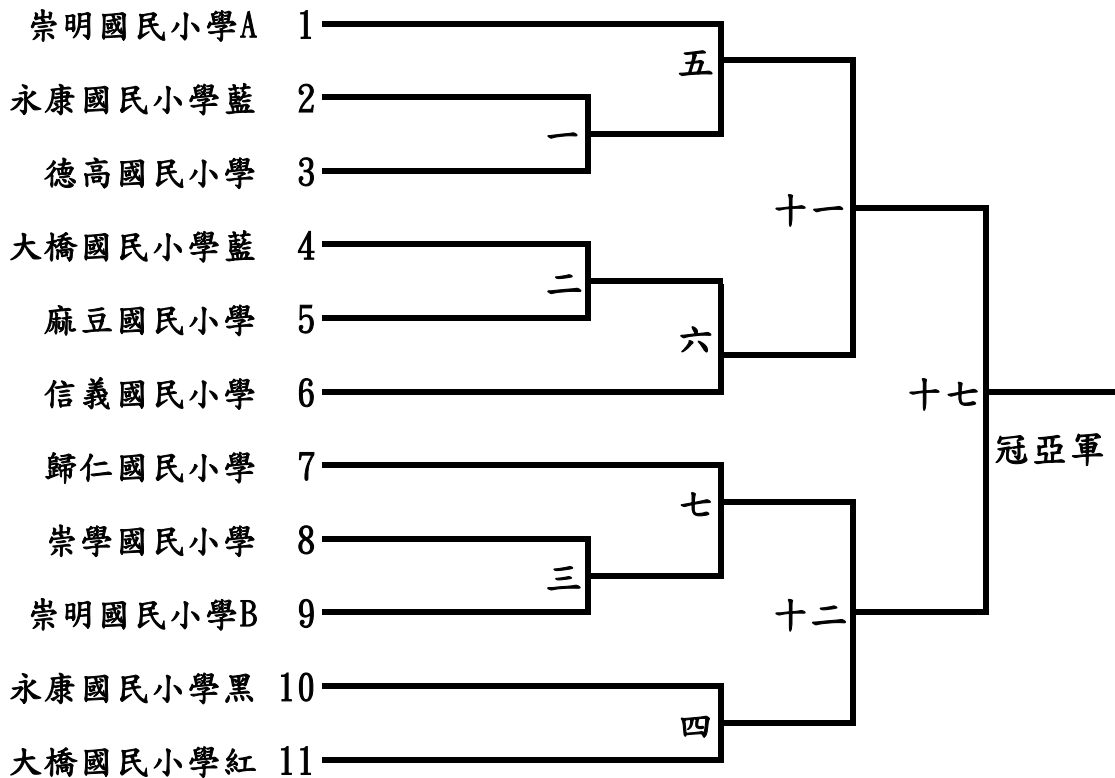 崇明國民小學A 1
五
永康國民小學藍 2
一
德高國民小學 3
十一
大橋國民小學藍 4
二
麻豆國民小學 5
六
信義國民小學 6
十七
冠亞軍
歸仁國民小學 7
七
崇學國民小學 8
三
崇明國民小學B 9
十二
永康國民小學黑 10
四
大橋國民小學紅 11